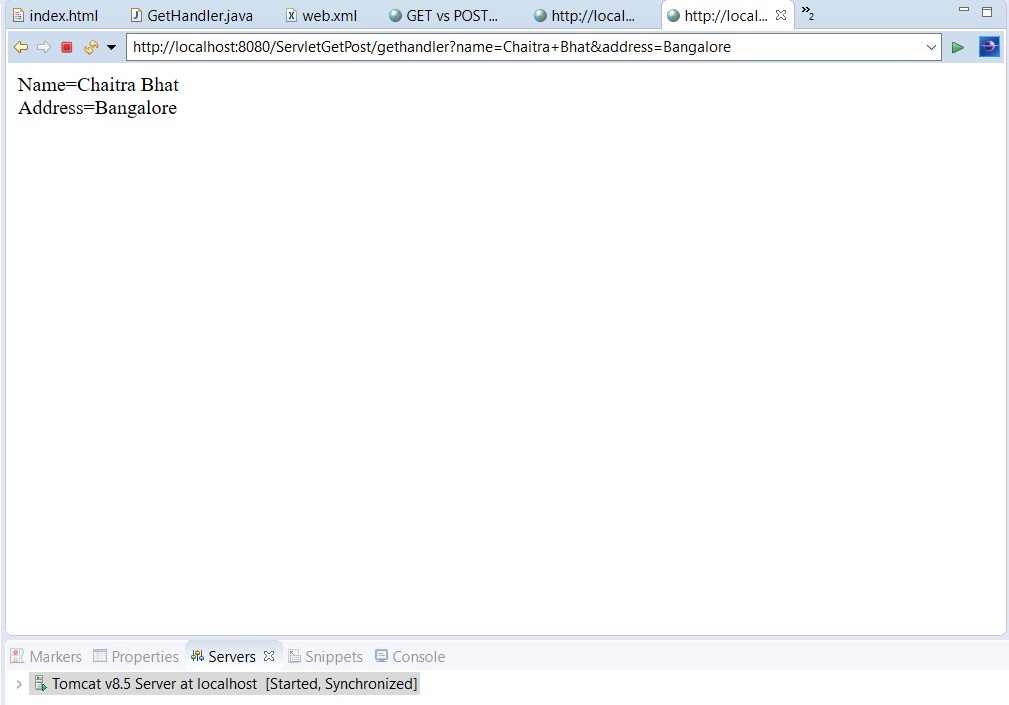 index.html GetHandler.java web.xml GET vs POST... http://local... http://local... »2
http://localhost:8080/ServletGetPost/gethandler?name=Chaitra+Bhat&address=Bangalore
Name=Chaitra Bhat
Address=Bangalore
Markers Properties Servers Snippets Console
Tomcat v8.5 Server at localhost [Started, Synchronized]